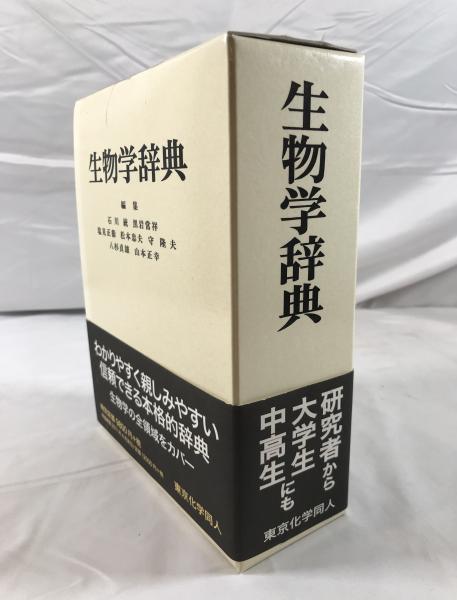 生物学辞典
編集
石川 統 黒岩常祥
塩見正衞 松本忠夫 守 隆夫
八杉貞雄 山本正幸
わかりやすく親しみやすい
信頼できる本格的辞典
生物学の全領域をカバー
東京化学同人
生物学辞典
研究者から
大学生
中高生にも
東京化学同人